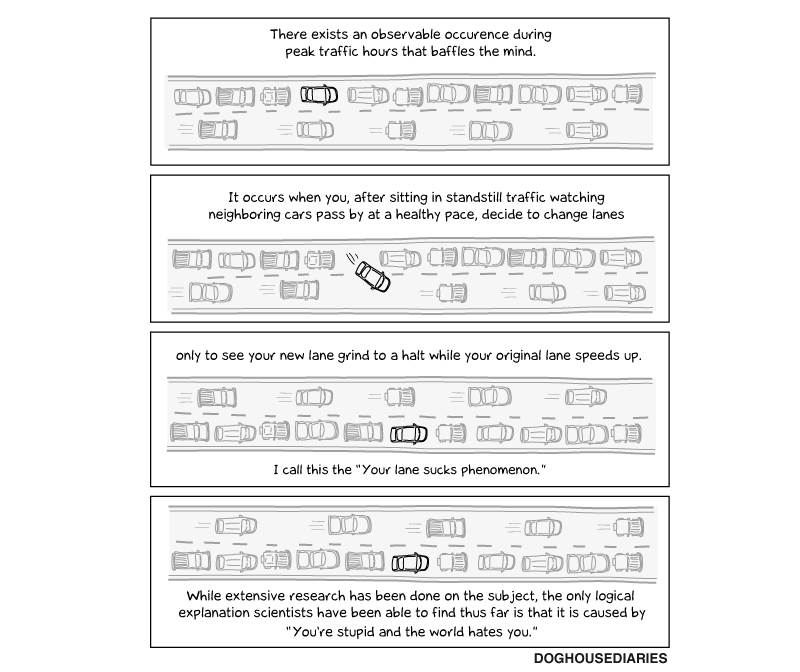 There exists an observable occurence during
peak traffic hours that baffles the mind.
It occurs when you, after sitting in standstill traffic watching
neighboring cars pass by at a healthy pace, decide to change lanes
only to see your new lane grind to a halt while your original lane speeds up.
I call this the "Your lane sucks phenomenon."
While extensive research has been done on the subject, the only logical
explanation scientists have been able to find thus far is that it is caused by
"You're stupid and the world hates you."
DOGHOUSEDIARIES